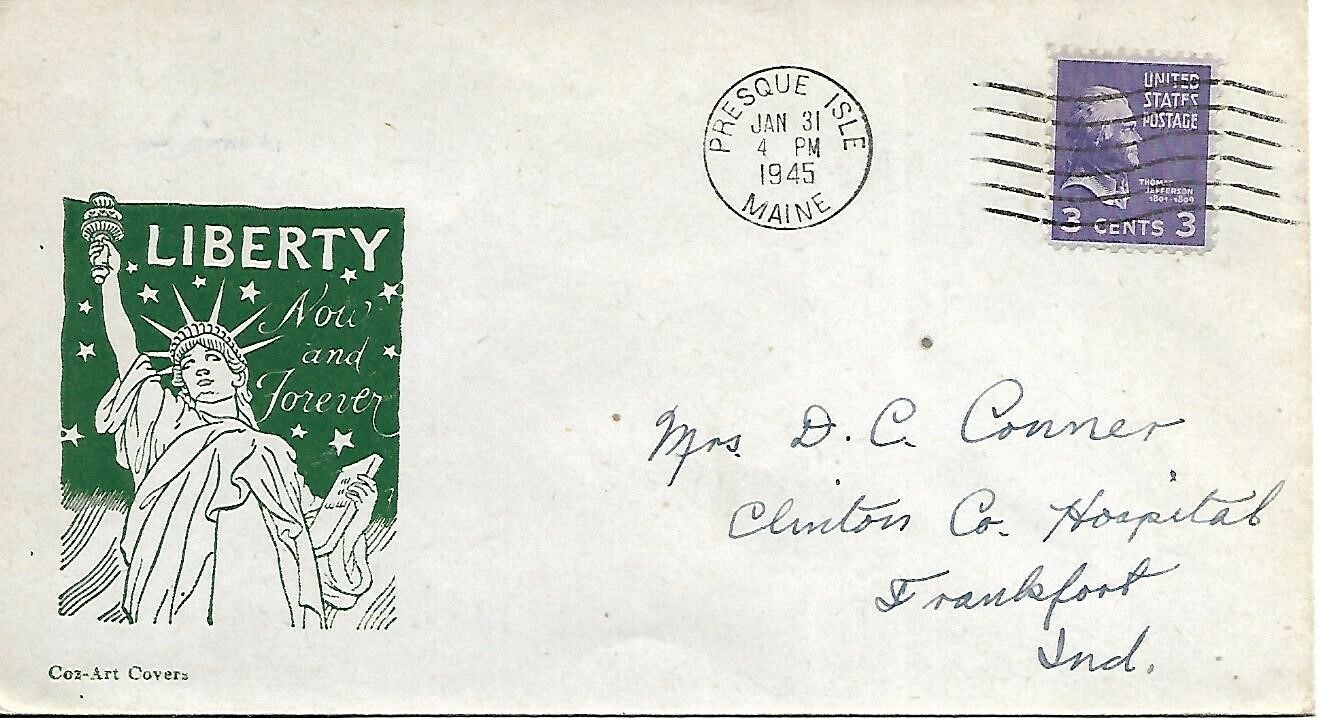 LIBERTY
Now
and
Forever
Coz-Art Covers
PRESQUE ISLE
JAN 31
4 PM
1945
MAINE
UNITED
STATES
POSTAGE
THOMAS
JEFFERSON
1801-1809
3 CENTS 3
Mrs. D. C. Conner
Clinton Co. Hospital
Frankfort
Ind.